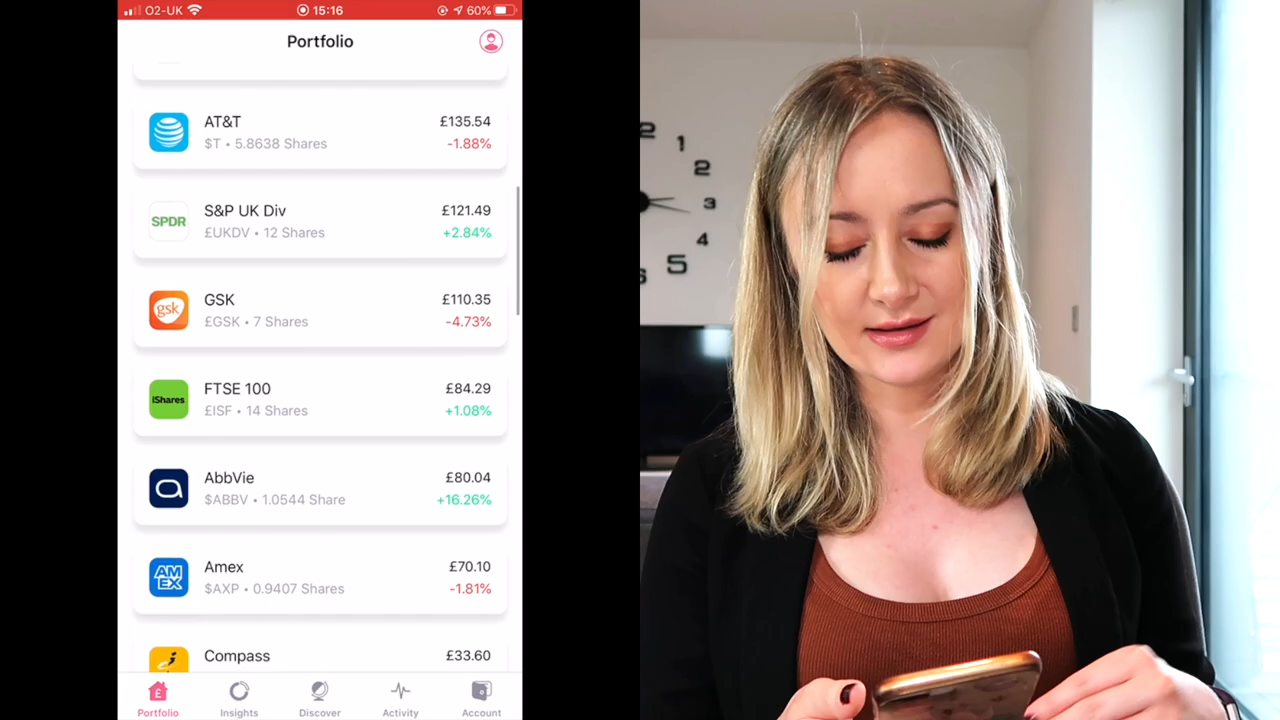 O2-UK 15:16 60%
Portfolio
AT&T £135.54
$T • 5.8638 Shares -1.88%
SPDR
S&P UK Div £121.49
£UKDV • 12 Shares +2.84%
gsk
GSK £110.35
£GSK • 7 Shares -4.73%
iShares
FTSE 100 £84.29
£ISF • 14 Shares +1.08%
AbbVie £80.04
$ABBV • 1.0544 Share +16.26%
AM
EX
Amex £70.10
$AXP • 0.9407 Shares -1.81%
Compass £33.60
£
Portfolio Insights Discover Activity Account
2
1
2
3
4
5
6